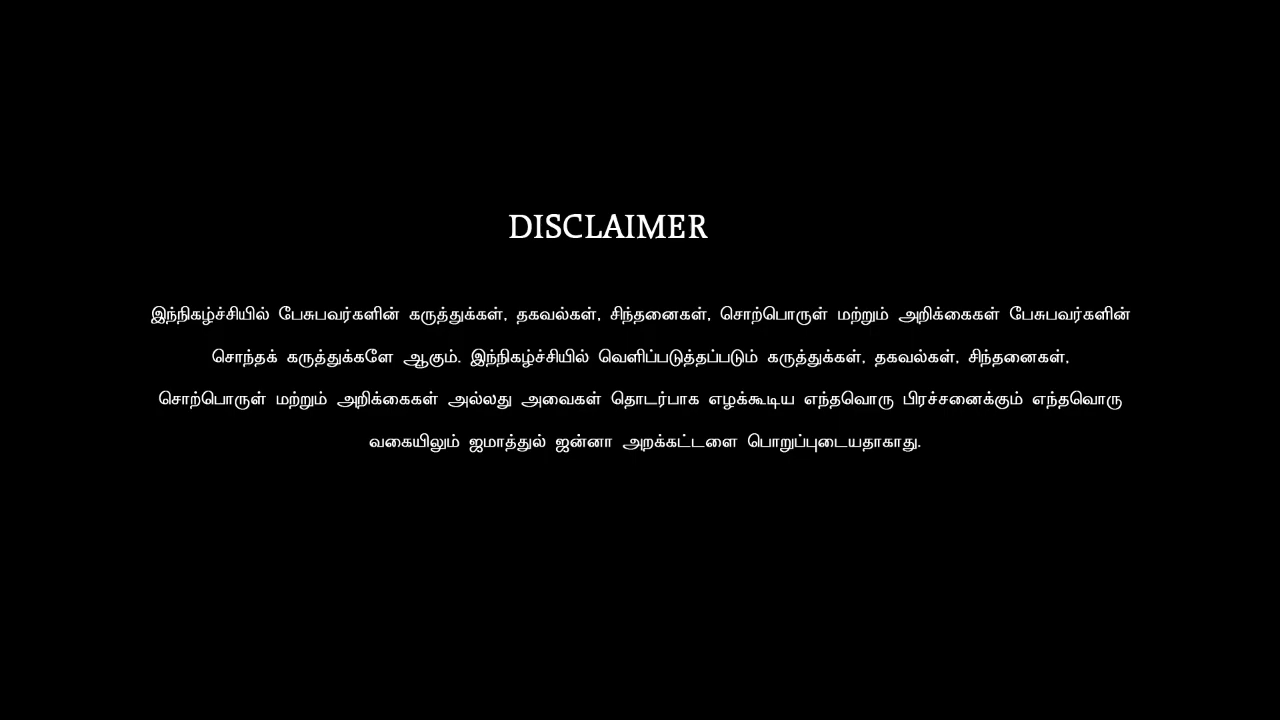 DISCLAIMER
இந்நிகழ்ச்சியில் பேசுபவர்களின் கருத்துக்கள், தகவல்கள், சிந்தனைகள், சொற்பொருள் மற்றும் அறிக்கைகள் பேசுபவர்களின்
சொந்தக் கருத்துக்களே ஆகும். இந்நிகழ்ச்சியில் வெளிப்படுத்தப்படும் கருத்துக்கள், தகவல்கள், சிந்தனைகள்,
சொற்பொருள் மற்றும் அறிக்கைகள் அல்லது அவைகள் தொடர்பாக எழக்கூடிய எந்தவொரு பிரச்சனைக்கும் எந்தவொரு
வகையிலும் ஜமாத்துல் ஜன்னா அறக்கட்டளை பொறுப்புடையதாகாது.